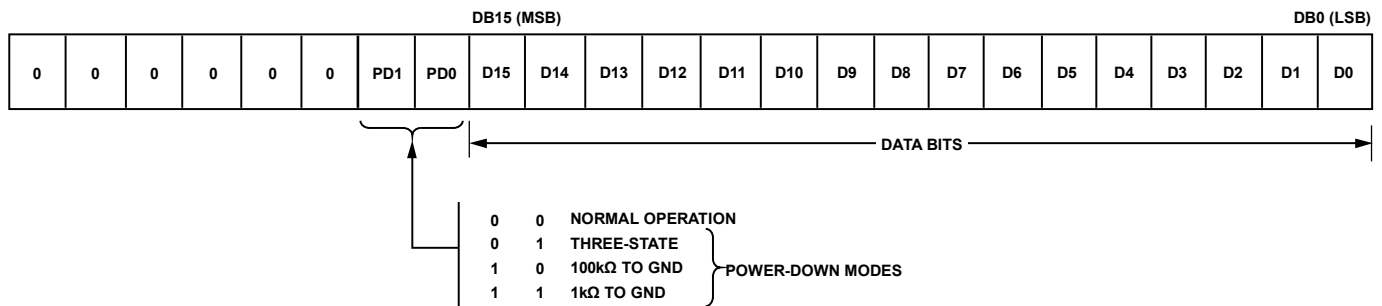 DB15 (MSB) DB0 (LSB)
0 0 0 0 0 0 PD1 PD0 D15 D14 D13 D12 D11 D10 D9 D8 D7 D6 D5 D4 D3 D2 D1 D0
DATA BITS
0 0 NORMAL OPERATION
0 1 THREE-STATE
1 0 100kΩ TO GND
1 1 1kΩ TO GND
POWER-DOWN MODES